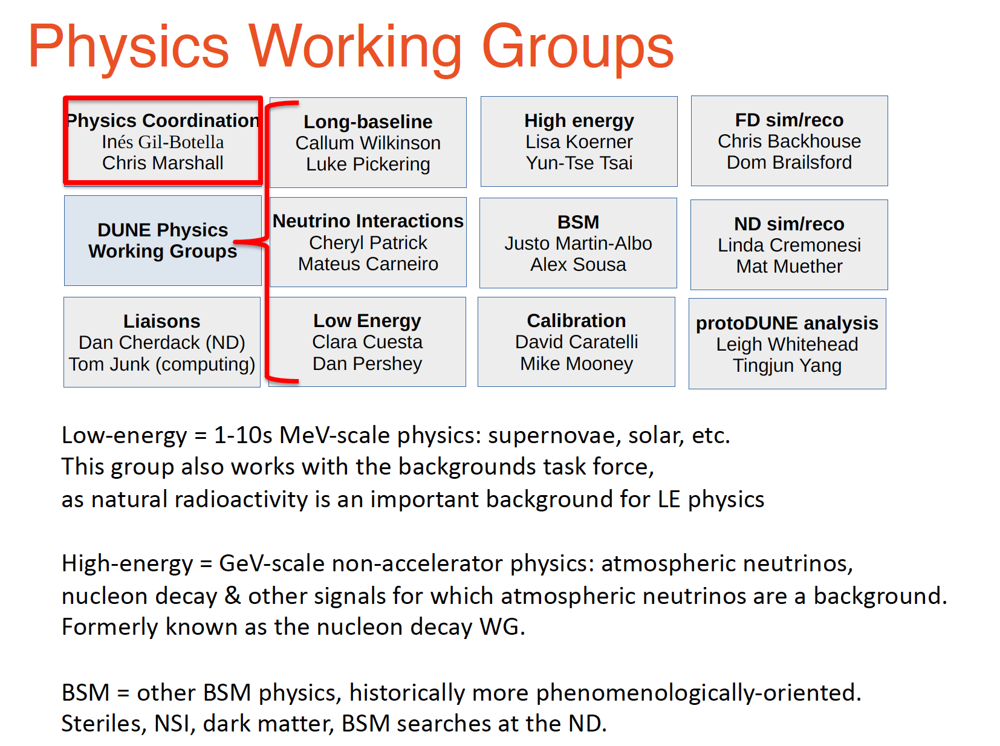 Physics Working Groups
Physics Coordination
Inés Gil-Botella
Chris Marshall
Long-baseline
Callum Wilkinson
Luke Pickering
High energy
Lisa Koerner
Yun-Tse Tsai
FD sim/reco
Chris Backhouse
Dom Brailsford
DUNE Physics
Working Groups
Neutrino Interactions
Cheryl Patrick
Mateus Carneiro
BSM
Justo Martin-Albo
Alex Sousa
ND sim/reco
Linda Cremonesi
Mat Muether
Liaisons
Dan Cherdack (ND)
Tom Junk (computing)
Low Energy
Clara Cuesta
Dan Pershey
Calibration
David Caratelli
Mike Mooney
protoDUNE analysis
Leigh Whitehead
Tingjun Yang
Low-energy = 1-10s MeV-scale physics: supernovae, solar, etc.
This group also works with the backgrounds task force,
as natural radioactivity is an important background for LE physics
High-energy = GeV-scale non-accelerator physics: atmospheric neutrinos,
nucleon decay & other signals for which atmospheric neutrinos are a background.
Formerly known as the nucleon decay WG.
BSM = other BSM physics, historically more phenomenologically-oriented.
Steriles, NSI, dark matter, BSM searches at the ND.